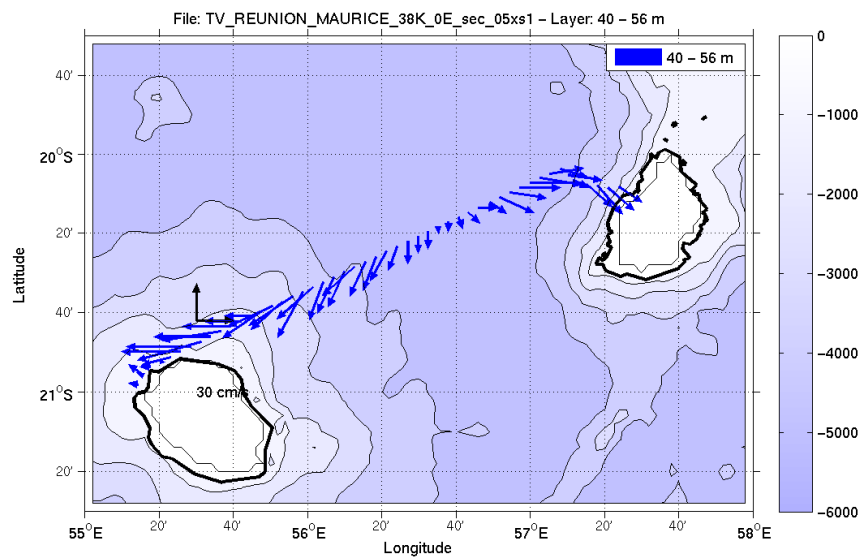 File: TV_REUNION_MAURICE_38K_0E_sec_05xs1 – Layer: 40 – 56 m
40 – 56 m
0
−1000
−2000
−3000
−4000
−5000
−6000
40'
20°S
20'
40'
21°S
20'
Latitude
30 cm/s
55°E
20'
40'
56°E
20'
40'
57°E
20'
40'
58°E
Longitude